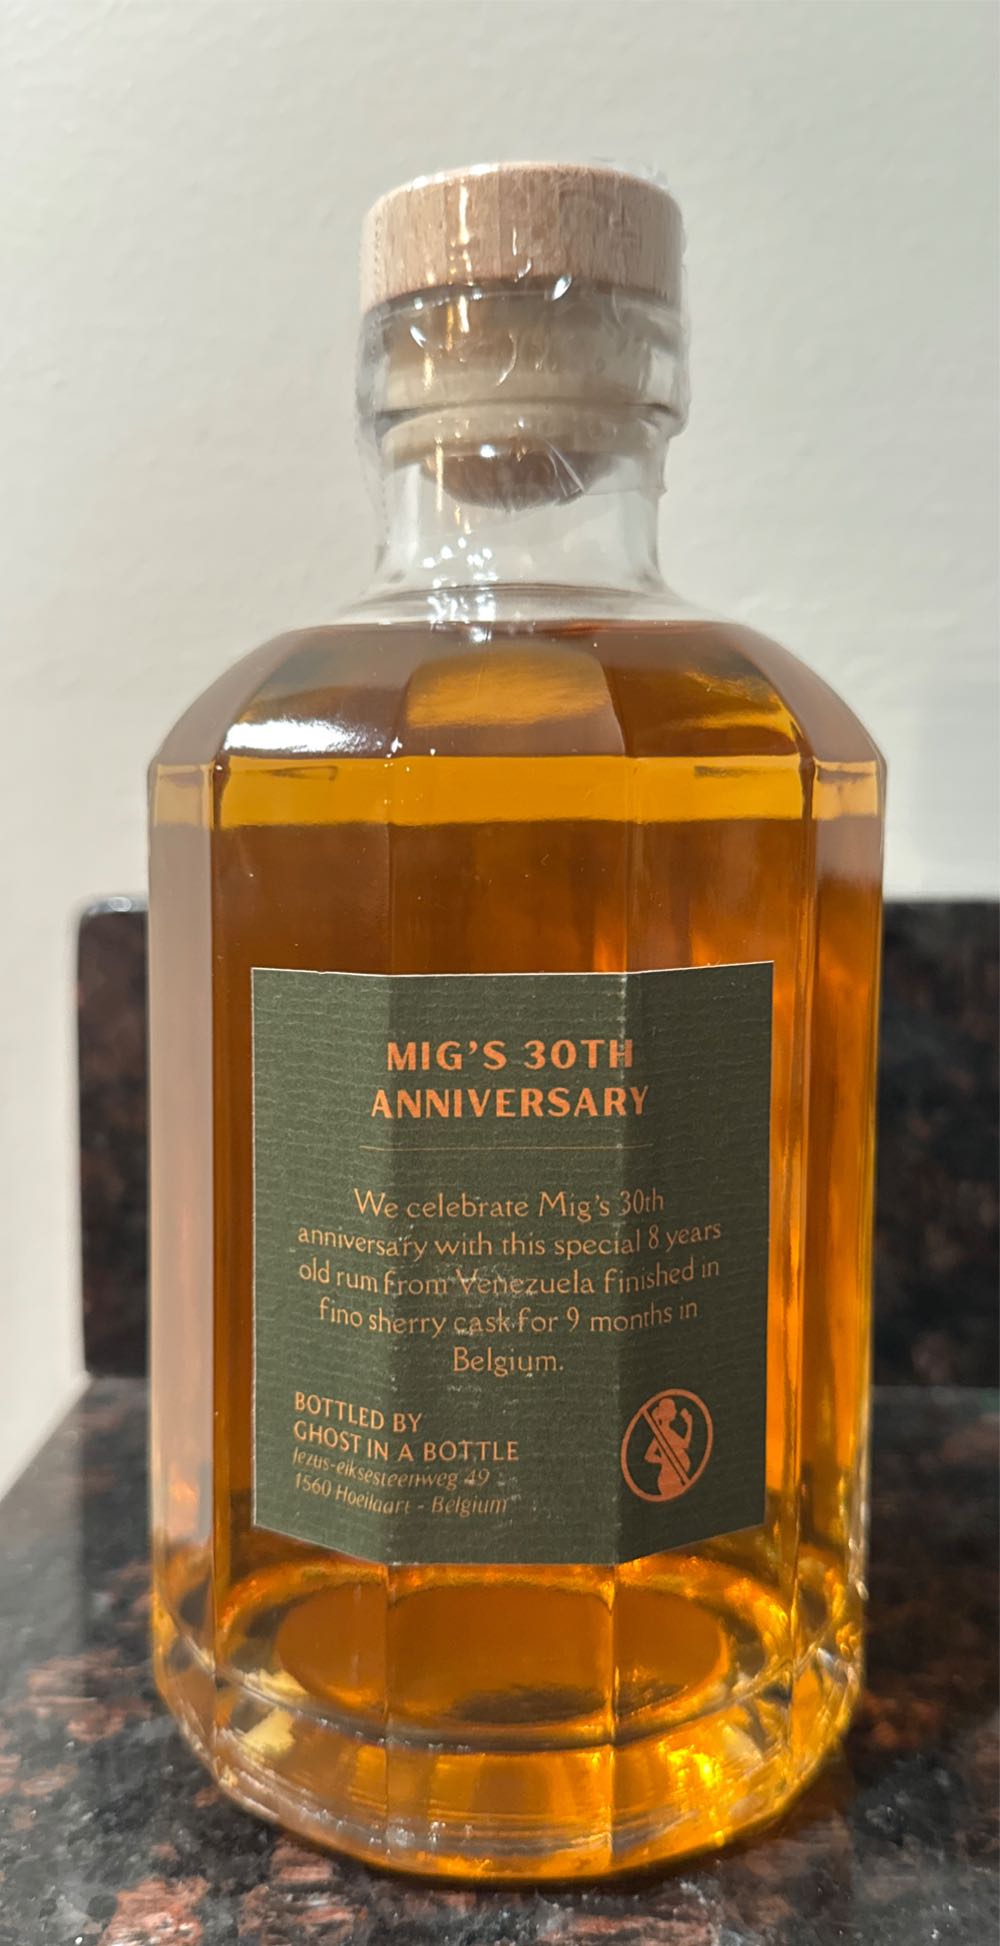 MIG'S 30TH
ANNIVERSARY
We celebrate Mig's 30th
anniversary with this special 8 years
old rum from Venezuela finished in
fino sherry cask for 9 months in
Belgium.
BOTTLED BY
GHOST IN A BOTTLE
Jezus-eiksesteenweg 49
1560 Hoeilaart - Belgium